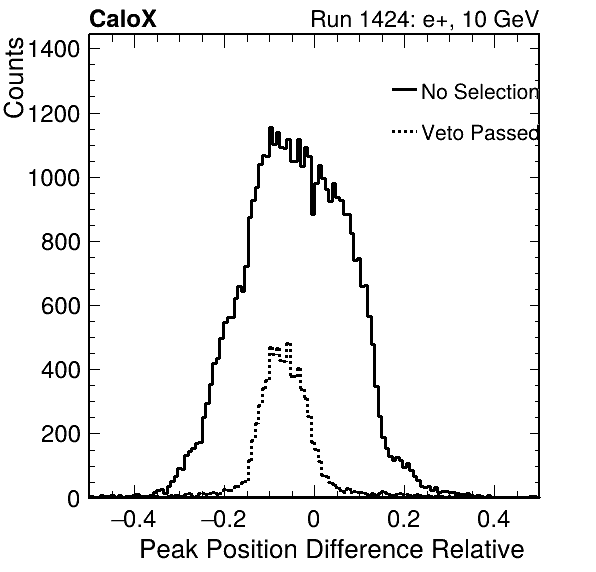 CaloX Run 1424: e+, 10 GeV
Counts
1400
1200
1000
800
600
400
200
0
No Selection
Veto Passed
−0.4 −0.2 0 0.2 0.4
Peak Position Difference Relative